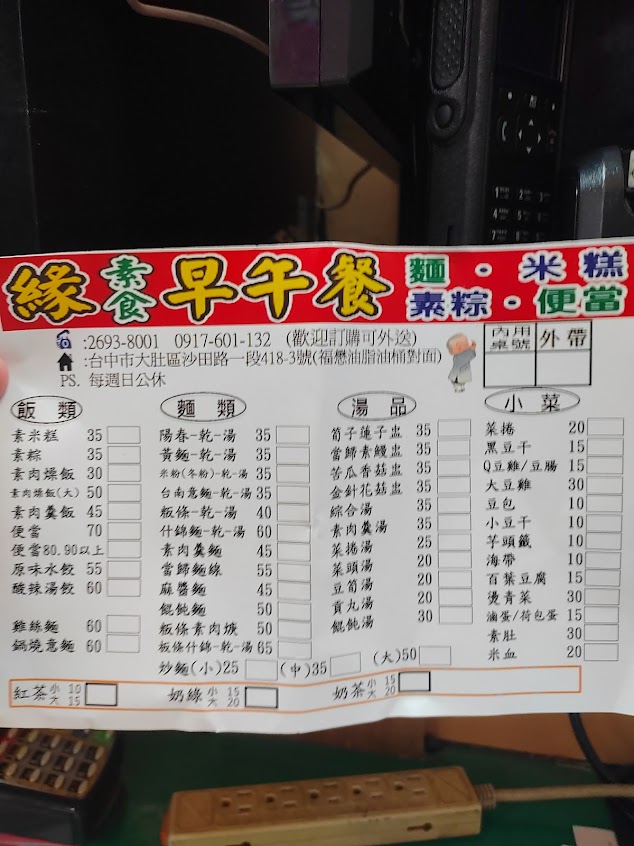 緣素食早午餐 麵・米糕
素粽・便當
:2693-8001 0917-601-132 (歡迎訂購可外送)
:台中市大肚區沙田路一段418-3號(福懋油脂油桶對面)
PS. 每週日公休
內用桌號 外帶
飯類
素米糕 35
素粽 35
素肉燥飯 30
素肉燥飯(大) 50
素肉羹飯 45
便當 70
便當80.90以上
原味水餃 55
酸辣湯餃 60
雞絲麵 60
鍋燒意麵 60
麵類
陽春-乾-湯 35
黃麵-乾-湯 35
米粉(冬粉)-乾-湯 35
台南意麵-乾-湯 35
粄條-乾-湯 40
什錦麵-乾-湯 60
素肉羹麵 45
當歸麵線 55
麻醬麵 45
餛飩麵 50
粄條素肉焿 50
粄條什錦-乾-湯 65
炒麵(小)25 (中)35 (大)50
湯品
筍子蓮子盅 35
當歸素鰻盅 35
苦瓜香菇盅 35
金針花菇盅 35
綜合湯 35
素肉羹湯 35
菜捲湯 25
菜頭湯 20
豆筍湯 20
貢丸湯 20
餛飩湯 30
小菜
菜捲 20
黑豆干 15
Q豆雞/豆腸 15
大豆雞 30
豆包 10
小豆干 10
芋頭籤 10
海帶 10
百葉豆腐 15
燙青菜 30
滷蛋/荷包蛋 15
素肚 30
米血 20
紅茶 小 10 大 15
奶綠 小 15 大 20
奶茶 小 15 大 20